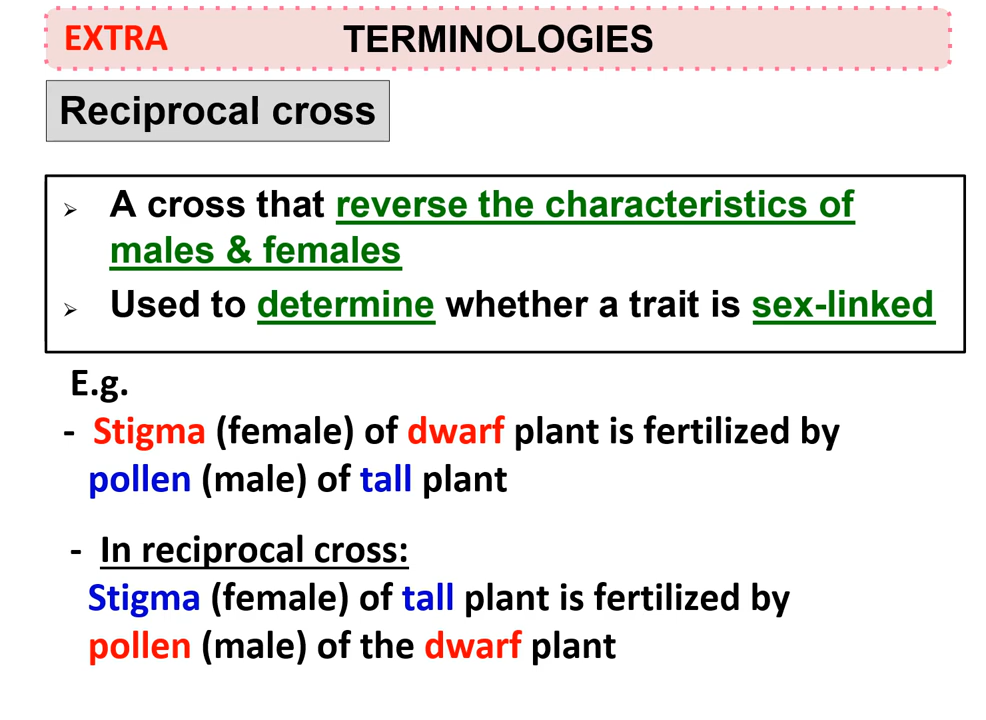 EXTRA TERMINOLOGIES
Reciprocal cross
➢ A cross that reverse the characteristics of
males & females
➢ Used to determine whether a trait is sex-linked
E.g.
- Stigma (female) of dwarf plant is fertilized by
pollen (male) of tall plant
- In reciprocal cross:
Stigma (female) of tall plant is fertilized by
pollen (male) of the dwarf plant